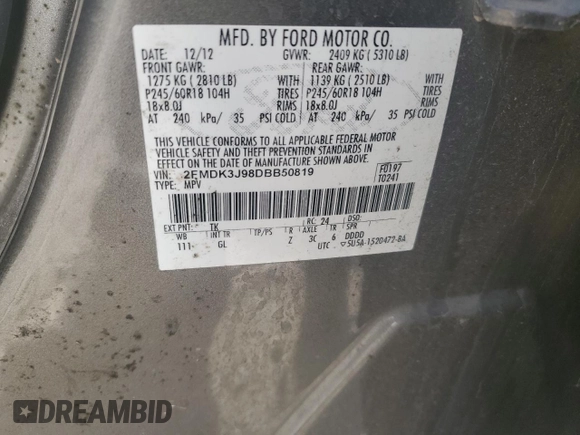 MFD. BY FORD MOTOR CO.
DATE: 12/12 GVWR: 2409 KG ( 5310 LB)
FRONT GAWR: REAR GAWR:
1275 KG ( 2810 LB) WITH 1139 KG ( 2510 LB) WITH
P245/60R18 104H TIRES P245/60R18 104H TIRES
18x8.0J RIMS 18x8.0J RIMS
AT 240 kPa/ 35 PSI COLD AT 240 kPa/ 35 PSI COLD
THIS VEHICLE CONFORMS TO ALL APPLICABLE FEDERAL MOTOR
VEHICLE SAFETY AND THEFT PREVENTION STANDARDS IN
EFFECT ON THE DATE OF MANUFACTURE SHOWN ABOVE.
VIN: 2FMDK3J98DBB50819 F0197
TYPE: MPV T0241
EXT PNT: TK RC: 24 DSO:
WB INT TR TP/PS R AXLE TR SPR
111 GL Z 3C 6 DDDD
UTC 5U5A-1520472-BA
DREAMBID